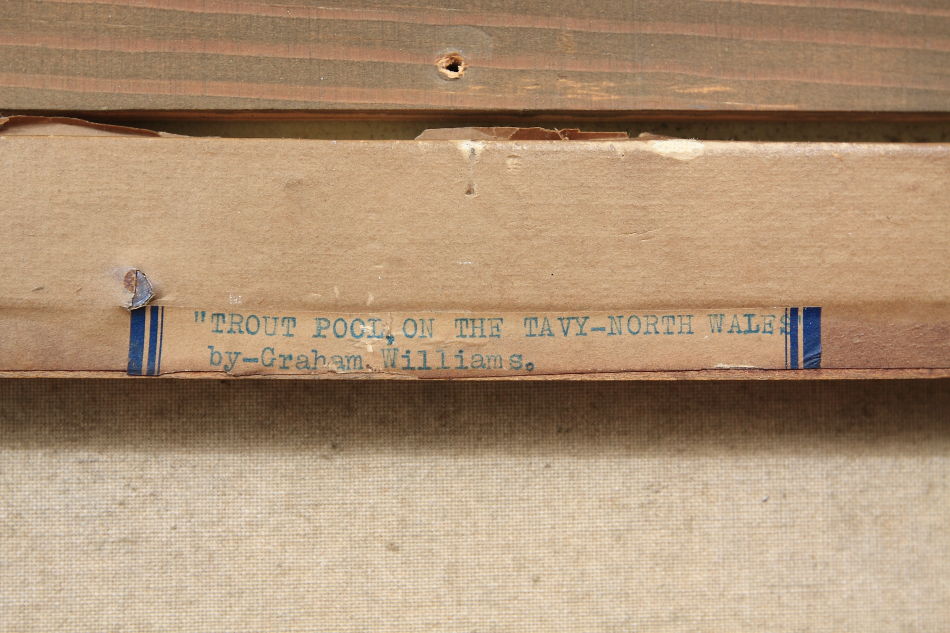 "TROUT POOL ON THE TAVY-NORTH WALES"
by-Graham Williams.